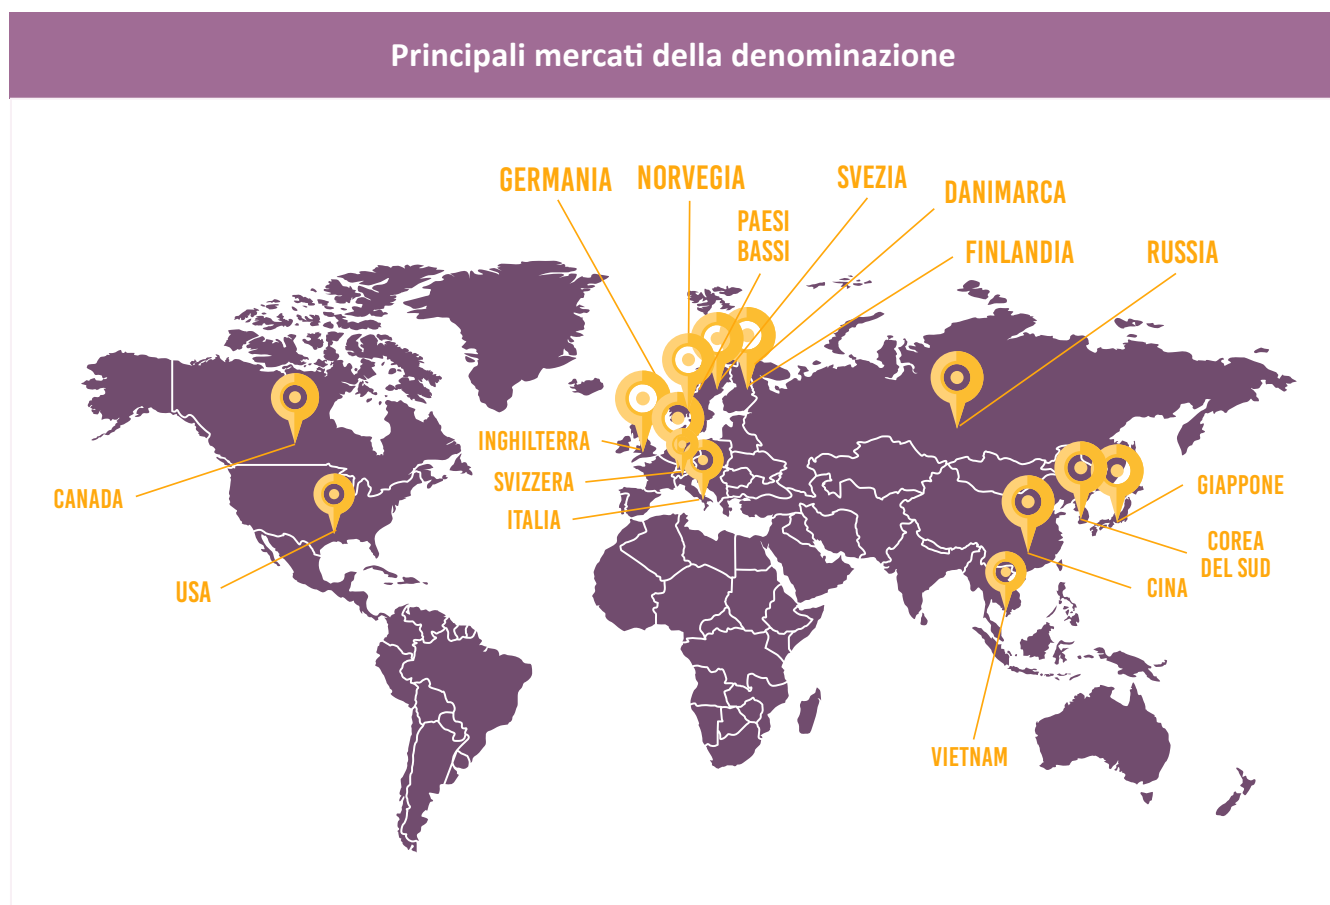 Principali mercati della denominazione
GERMANIA
NORVEGIA
SVEZIA
DANIMARCA
PAESI
BASSI
FINLANDIA
RUSSIA
INGHILTERRA
SVIZZERA
ITALIA
CANADA
USA
GIAPPONE
COREA
DEL SUD
CINA
VIETNAM